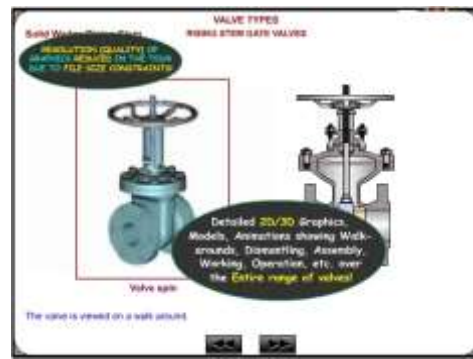 VALVE TYPES
RISING STEM GATE VALVES
Solid
RESOLUTION (QUALITY) OF
GRAPHICS REDUCED IN THE TOUR
DUE TO FILE SIZE CONSTRAINTS!
Detailed 2D/3D Graphics,
Models, Animations showing Walk-
arounds, Dismantling, Assembly,
Working, Operation, etc. over
the Entire range of valves!
Valve spin
The valve is viewed on a walk around.